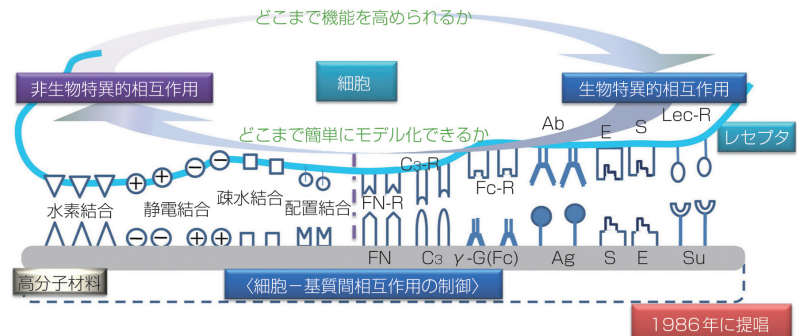 どこまで機能を高められるか
非生物特異的相互作用
細胞
生物特異的相互作用
どこまで簡単にモデル化できるか
Ab
E
S
Lec-R
レセプタ
C₃-R
Fc-R
FN-R
水素結合
⊕⊕
静電結合
⊖⊖
疎水結合
配置結合
⊖⊖
⊕⊕
FN
C₃
γ-G(Fc)
Ag
S
E
Su
高分子材料
〈細胞−基質間相互作用の制御〉
1986年に提唱